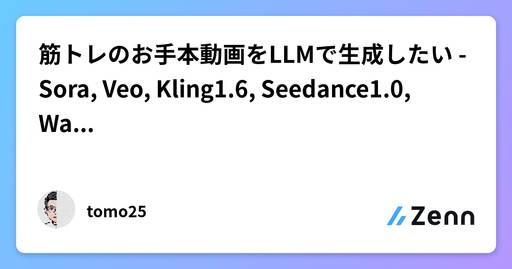 筋トレのお手本動画をLLMで生成したい -
Sora, Veo, Kling1.6, Seedance1.0,
Wa...
tomo25
Zenn